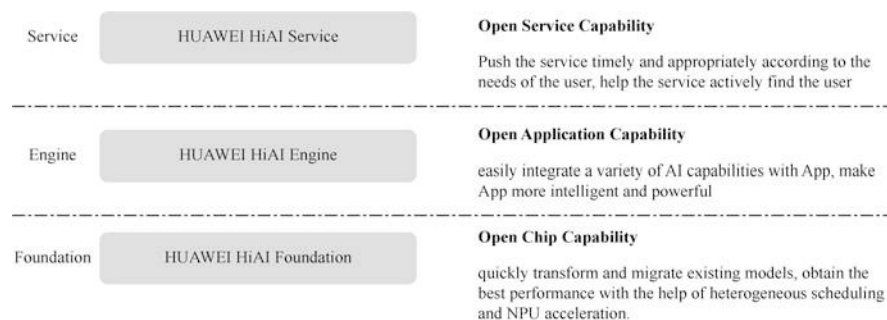 Service
HUAWEI HiAI Service
Open Service Capability
Push the service timely and appropriately according to the
needs of the user, help the service actively find the user
Engine
HUAWEI HiAI Engine
Open Application Capability
easily integrate a variety of AI capabilities with App, make
App more intelligent and powerful
Foundation
HUAWEI HiAI Foundation
Open Chip Capability
quickly transform and migrate existing models, obtain the
best performance with the help of heterogeneous scheduling
and NPU acceleration.